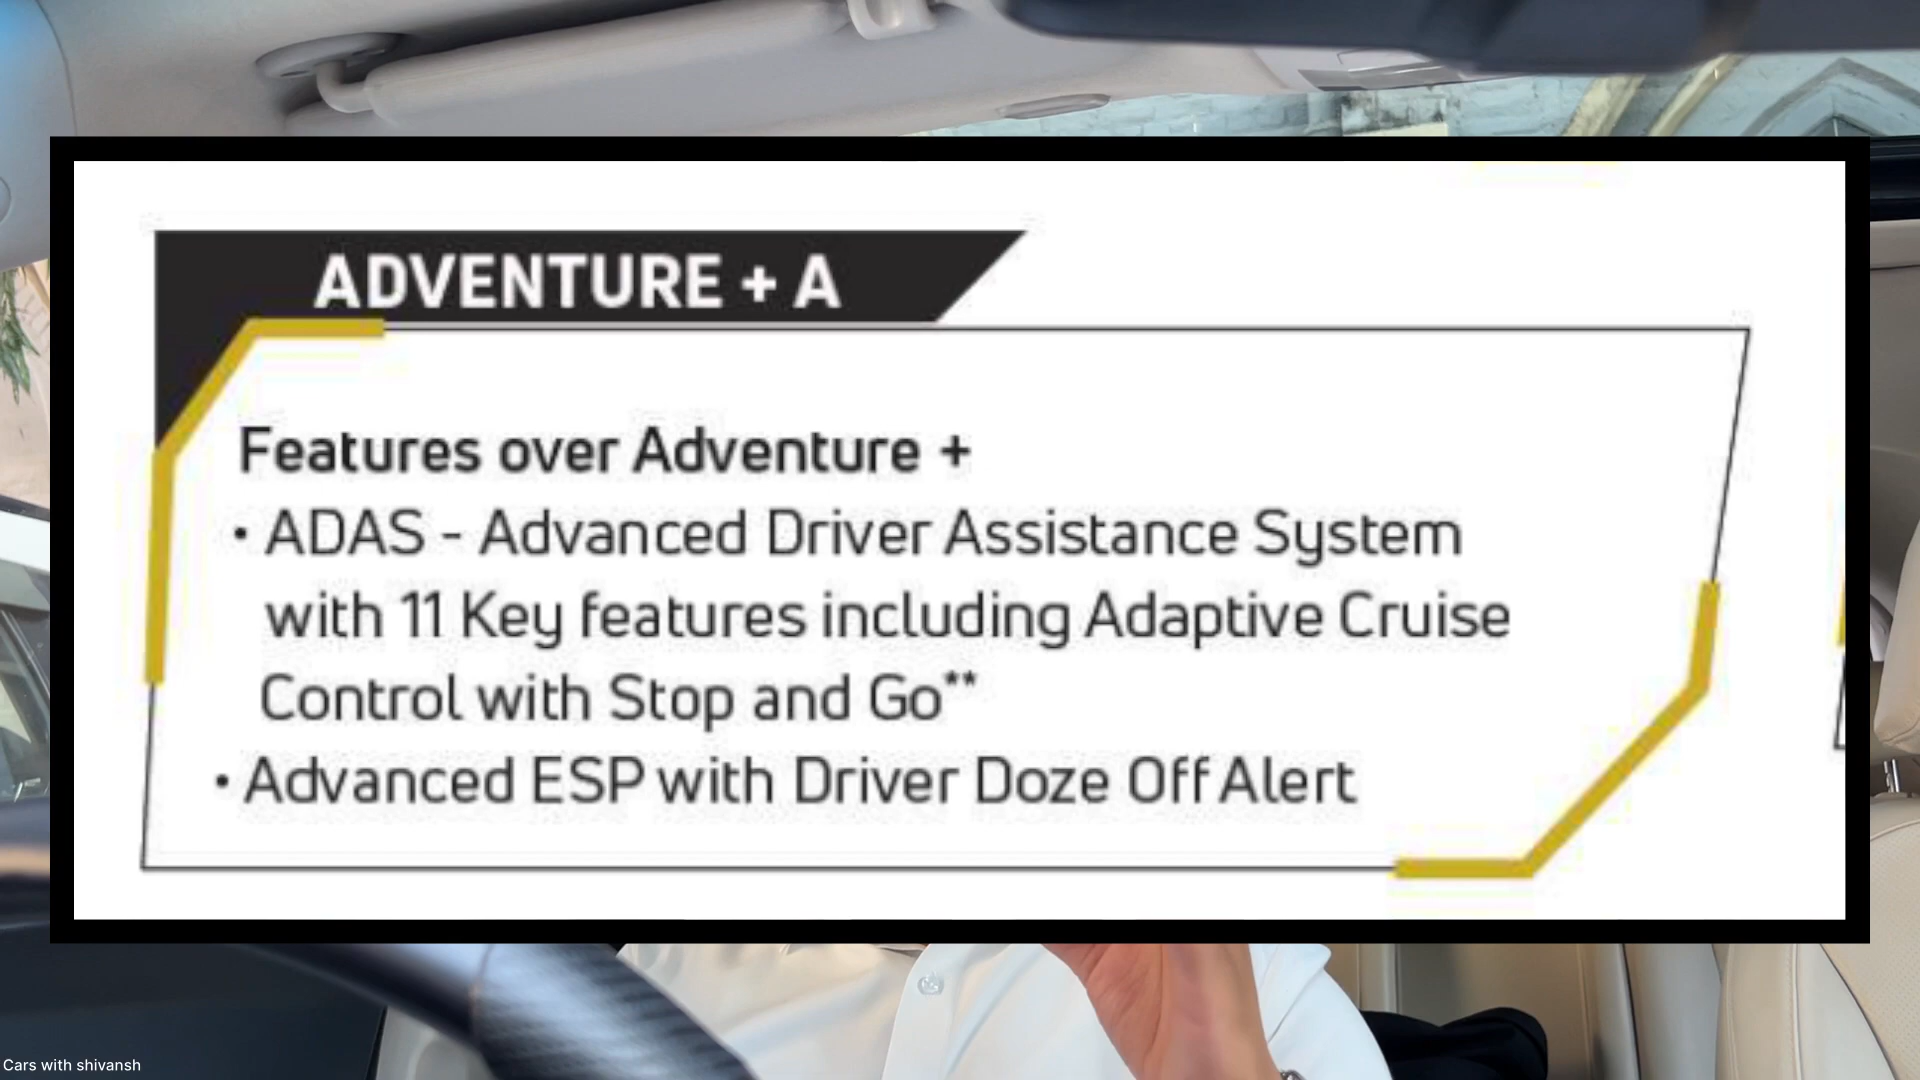 ADVENTURE + A
Features over Adventure +
• ADAS - Advanced Driver Assistance System
with 11 Key features including Adaptive Cruise
Control with Stop and Go**
• Advanced ESP with Driver Doze Off Alert
Cars with shivansh